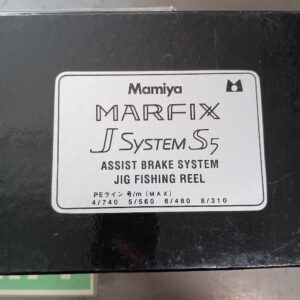 Mamiya
MARFIX
J SYSTEM S5
ASSIST BRAKE SYSTEM
JIG FISHING REEL
PEライン 号/m (MAX)
4/740 5/560 6/480 8/310